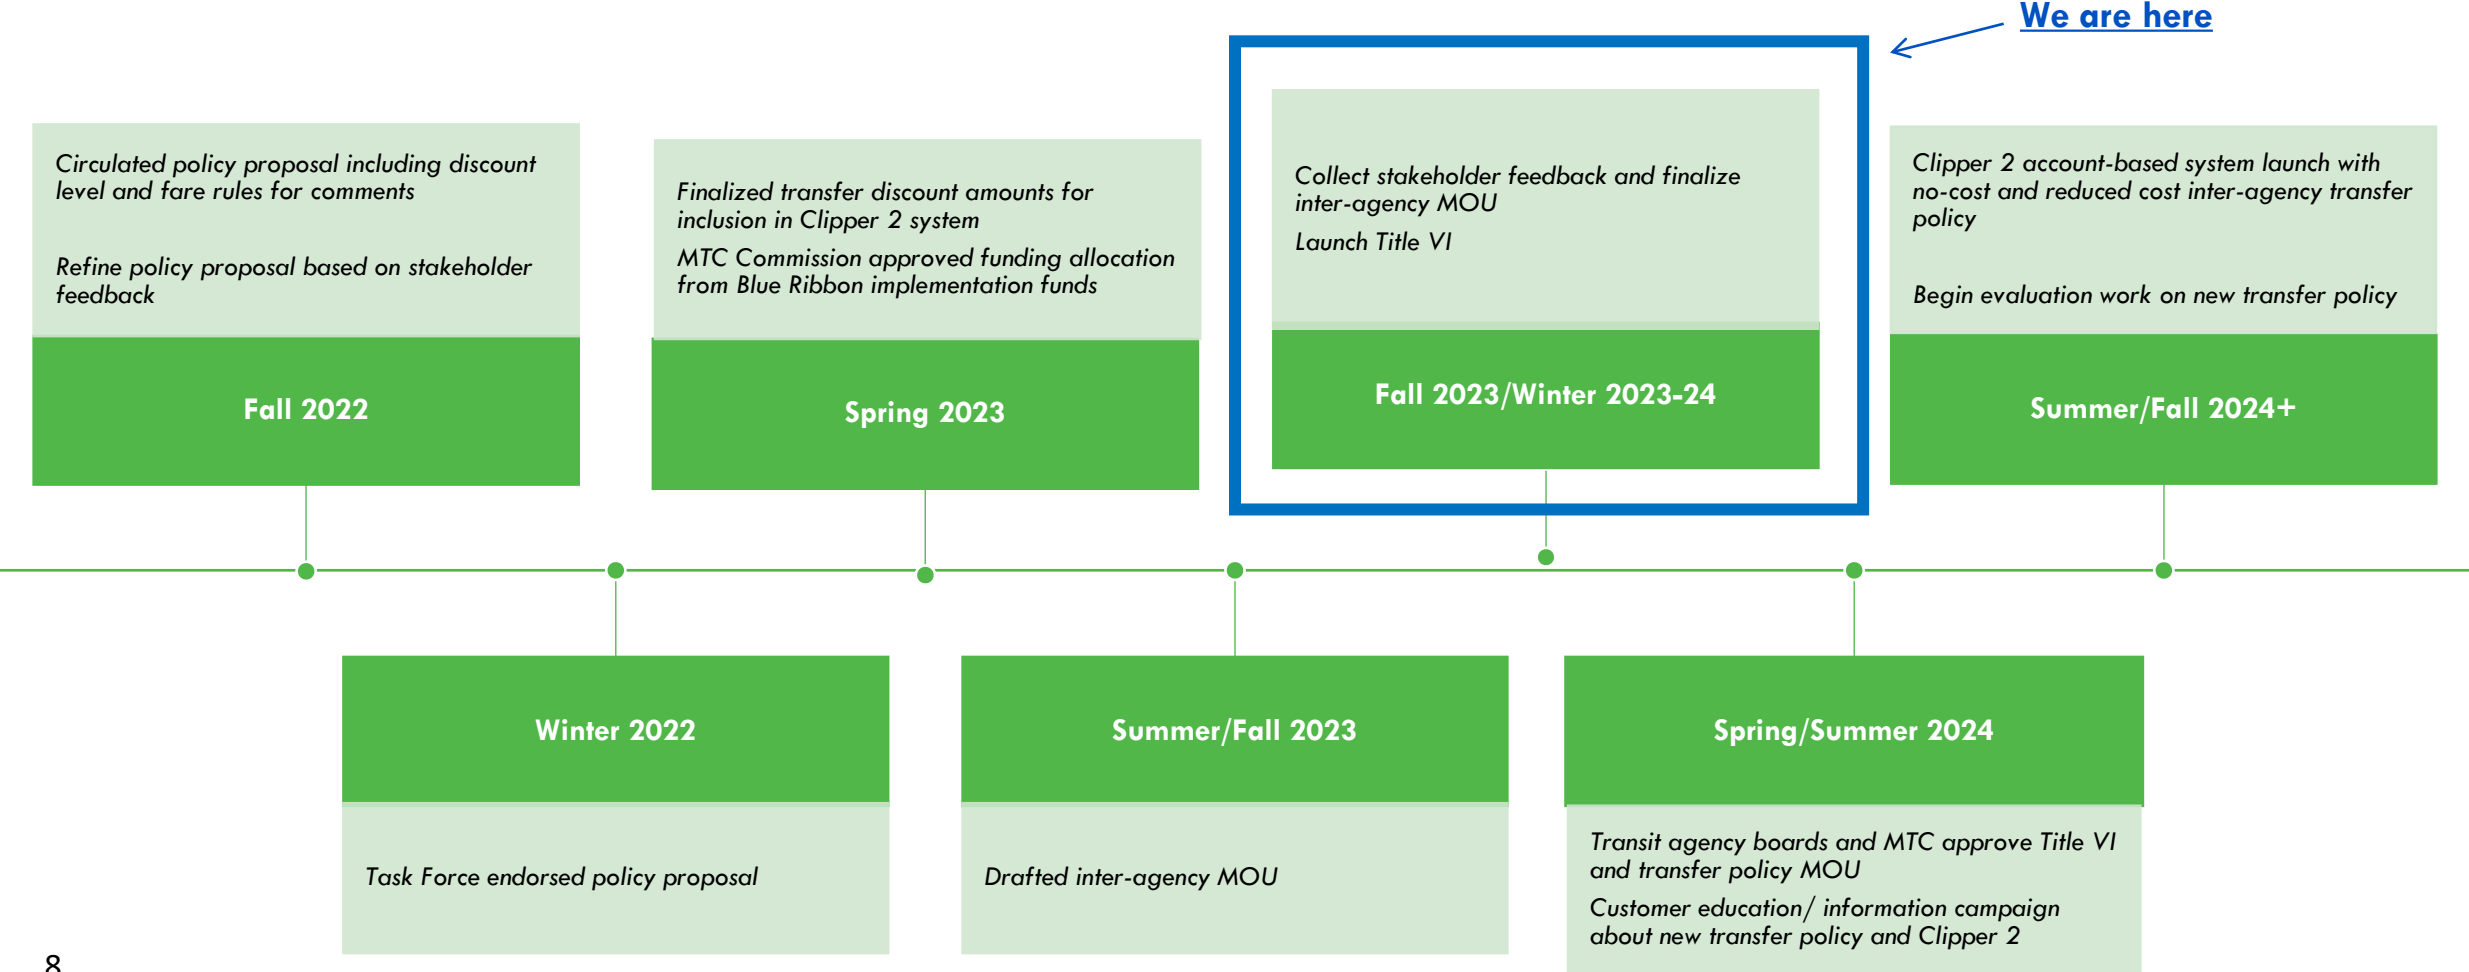 We are here
Circulated policy proposal including discount
level and fare rules for comments
Refine policy proposal based on stakeholder
feedback
Fall 2022
Finalized transfer discount amounts for
inclusion in Clipper 2 system
MTC Commission approved funding allocation
from Blue Ribbon implementation funds
Spring 2023
Collect stakeholder feedback and finalize
inter-agency MOU
Launch Title VI
Fall 2023/Winter 2023-24
Clipper 2 account-based system launch with
no-cost and reduced cost inter-agency transfer
policy
Begin evaluation work on new transfer policy
Summer/Fall 2024+
Winter 2022
Task Force endorsed policy proposal
Summer/Fall 2023
Drafted inter-agency MOU
Spring/Summer 2024
Transit agency boards and MTC approve Title VI
and transfer policy MOU
Customer education/ information campaign
about new transfer policy and Clipper 2
8